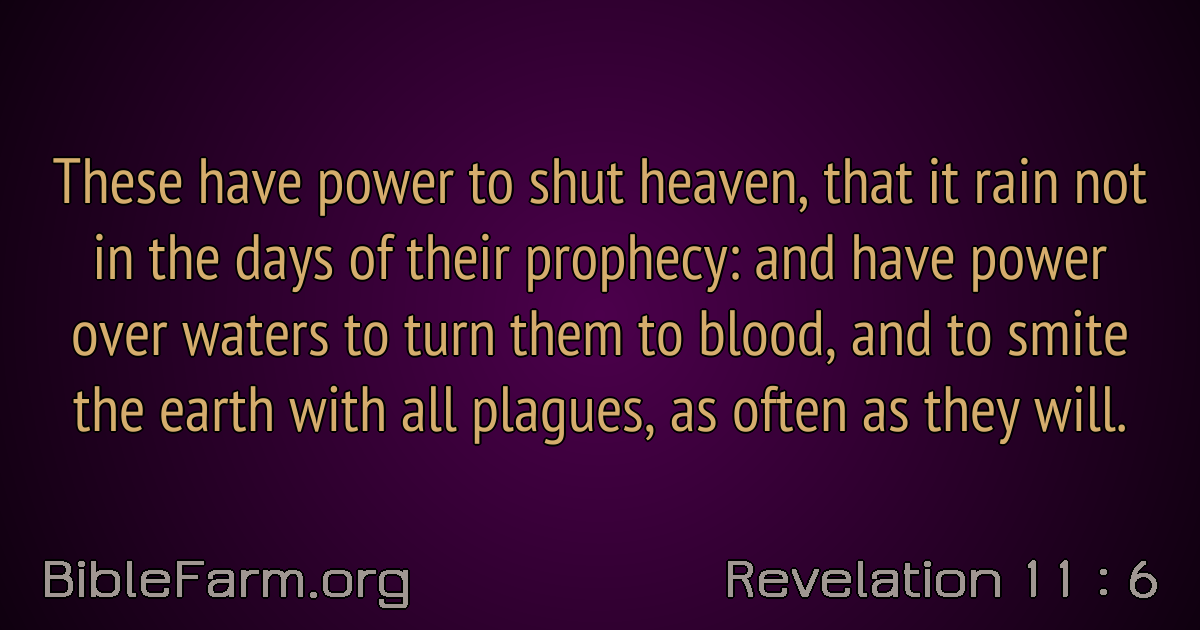 These have power to shut heaven, that it rain not
in the days of their prophecy: and have power
over waters to turn them to blood, and to smite
the earth with all plagues, as often as they will.
BibleFarm.org
Revelation 11 : 6